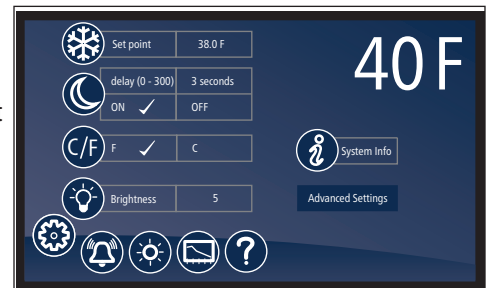 Set point 38.0 F
40 F
delay (0 - 300) 3 seconds
ON ✓ OFF
C/F F ✓ C
i System Info
Brightness 5
Advanced Settings
?